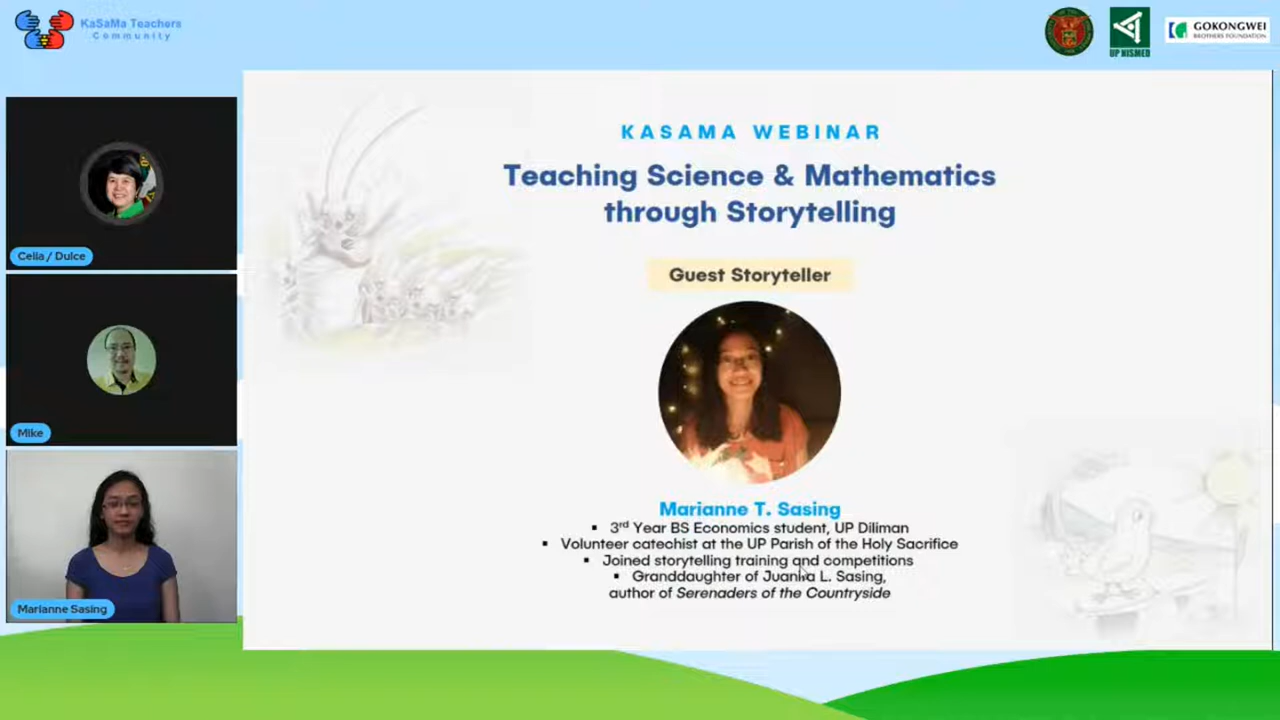 KaSaMa Teachers
Community
UP NISMED
GOKONGWEI
BROTHERS FOUNDATION
Celia / Dulce
Mike
Marianne Sasing
KASAMA WEBINAR
Teaching Science & Mathematics
through Storytelling
Guest Storyteller
Marianne T. Sasing
▪ 3rd Year BS Economics student, UP Diliman
▪ Volunteer catechist at the UP Parish of the Holy Sacrifice
▪ Joined storytelling training and competitions
▪ Granddaughter of Juanita L. Sasing,
author of Serenaders of the Countryside